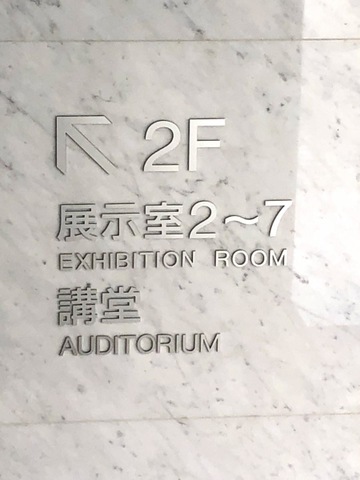 ↖ 2F
展示室2〜7
EXHIBITION ROOM
講堂
AUDITORIUM